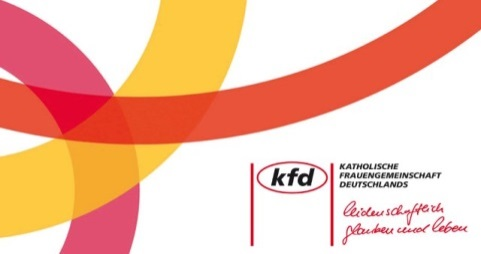 kfd
KATHOLISCHE
FRAUENGEMEINSCHAFT
DEUTSCHLANDS
leidenschaftlich
glauben und leben